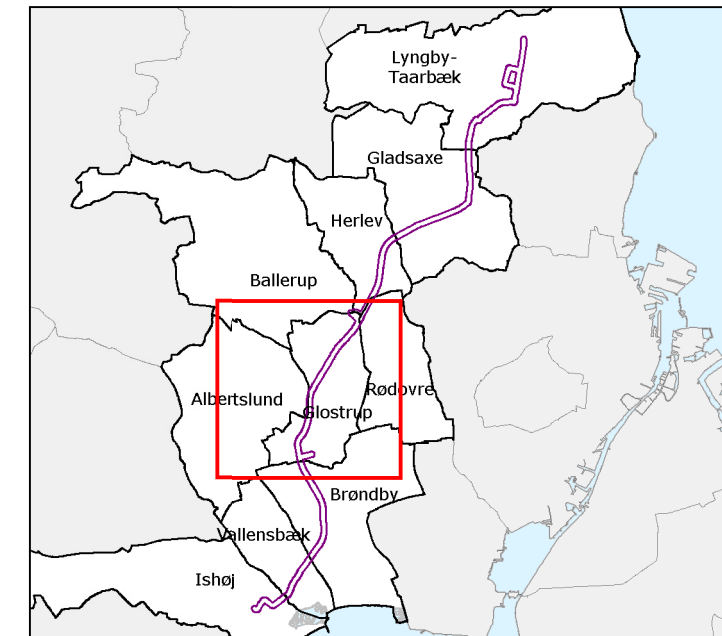 Lyngby-
Taarbæk
Gladsaxe
Herlev
Ballerup
Albertslund
Rødovre
Glostrup
Brøndby
Vallensbæk
Ishøj